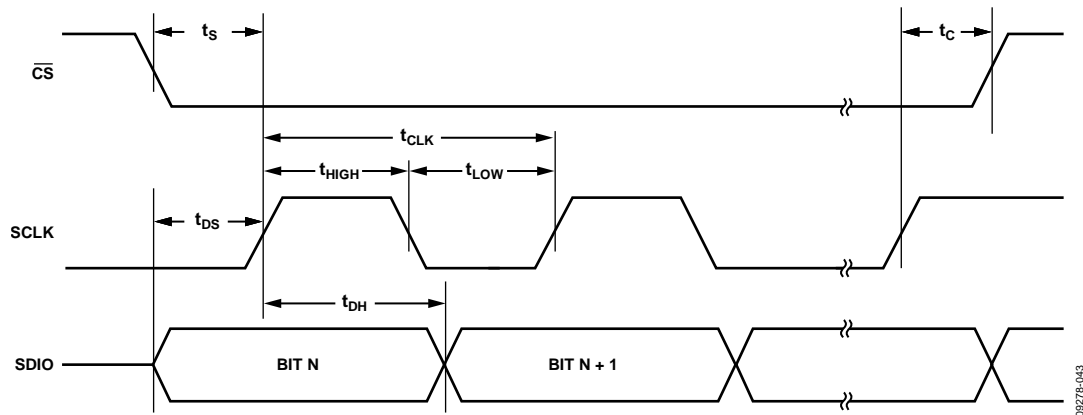 tS
tC
CS
tCLK
tHIGH
tLOW
tDS
SCLK
tDH
SDIO
BIT N
BIT N + 1
09278-043